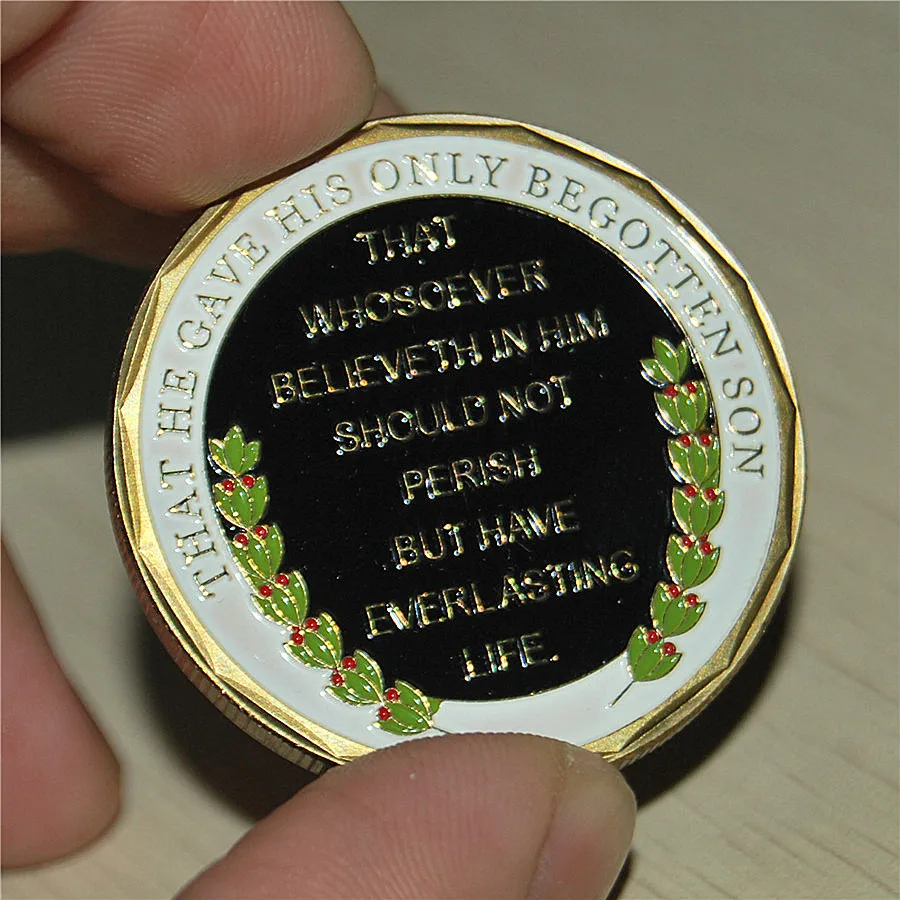 THAT HE GAVE HIS ONLY BEGOTTEN SON
THAT
WHOSOEVER
BELIEVETH IN HIM
SHOULD NOT
PERISH
BUT HAVE
EVERLASTING
LIFE.